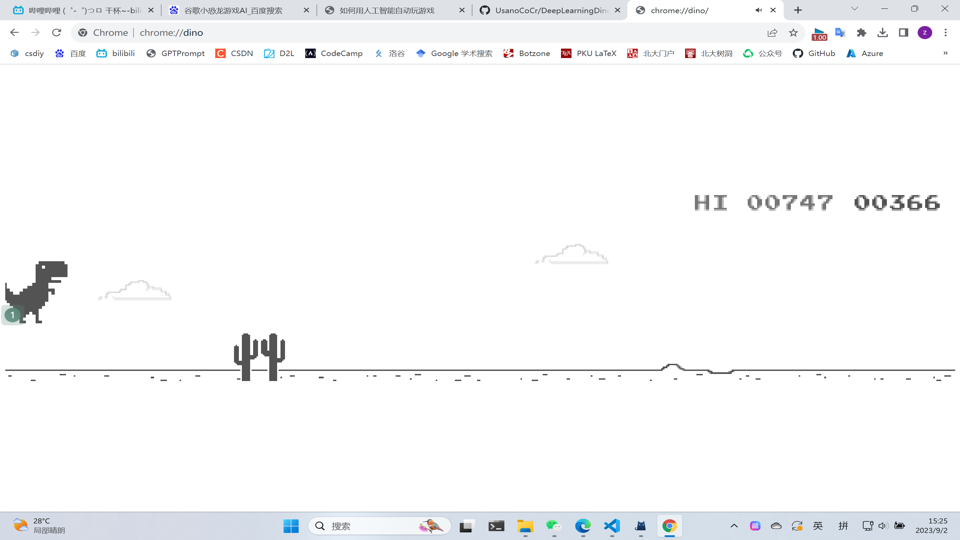 哔哩哔哩 (゜-゜)つロ 干杯~-bili
谷歌小恐龙游戏AI_百度搜索
如何用人工智能自动玩游戏
UsanoCoCr/DeepLearningDin
chrome://dino/
Chrome
chrome://dino
1.00
z
csdiy
百度
bilibili
GPTPrompt
CSDN
D2L
CodeCamp
洛谷
Google 学术搜索
Botzone
PKU LaTeX
北大门户
北大树洞
公众号
GitHub
Azure
»
HI 00747 00366
1
28°C
局部晴朗
搜索
英
拼
15:25
2023/9/2